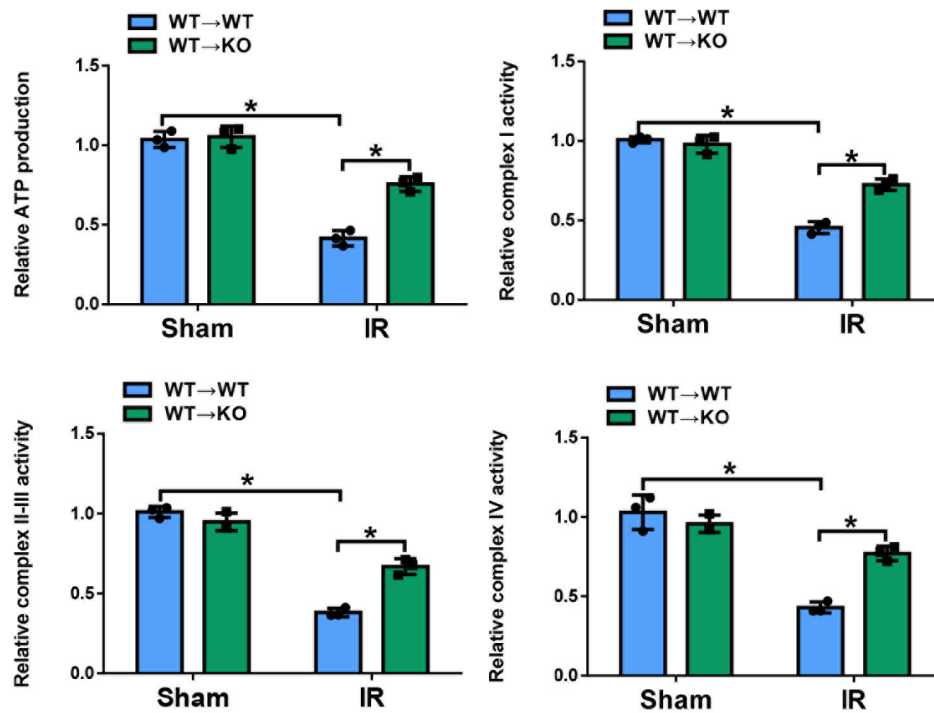 WT→WT
WT→KO
Relative ATP production
1.5
1.0
0.5
0.0
*
*
Sham
IR
WT→WT
WT→KO
Relative complex I activity
1.5
1.0
0.5
0.0
*
*
Sham
IR
WT→WT
WT→KO
Relative complex II-III activity
1.5
1.0
0.5
0.0
*
*
Sham
IR
WT→WT
WT→KO
Relative complex IV activity
1.5
1.0
0.5
0.0
*
*
Sham
IR